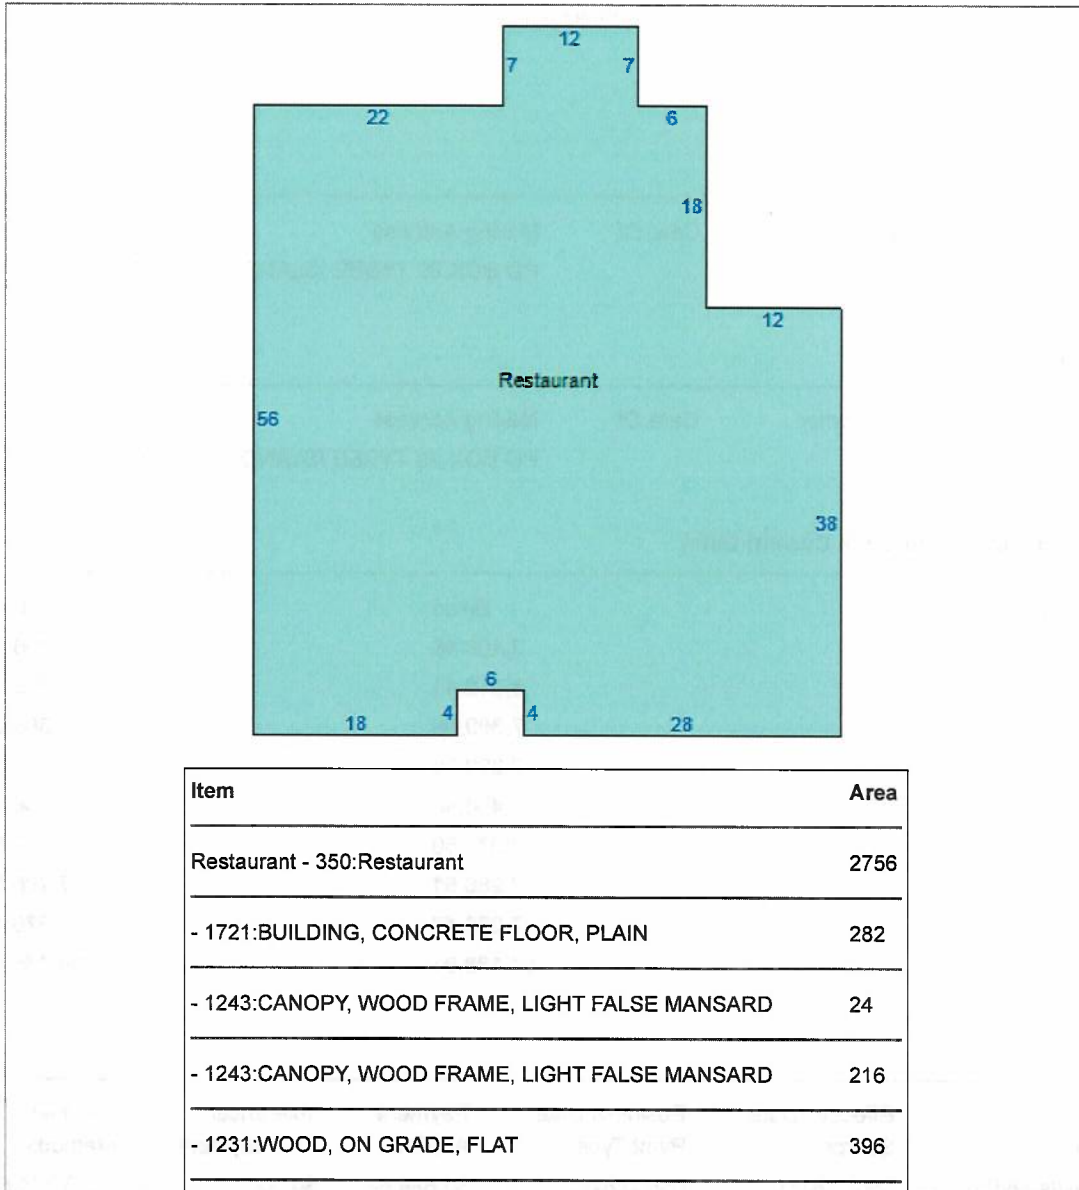 12
7 7
22 6
18
12
Restaurant
56
38
6
18 4 4 28
Item Area
Restaurant - 350:Restaurant 2756
- 1721:BUILDING, CONCRETE FLOOR, PLAIN 282
- 1243:CANOPY, WOOD FRAME, LIGHT FALSE MANSARD 24
- 1243:CANOPY, WOOD FRAME, LIGHT FALSE MANSARD 216
- 1231:WOOD, ON GRADE, FLAT 396